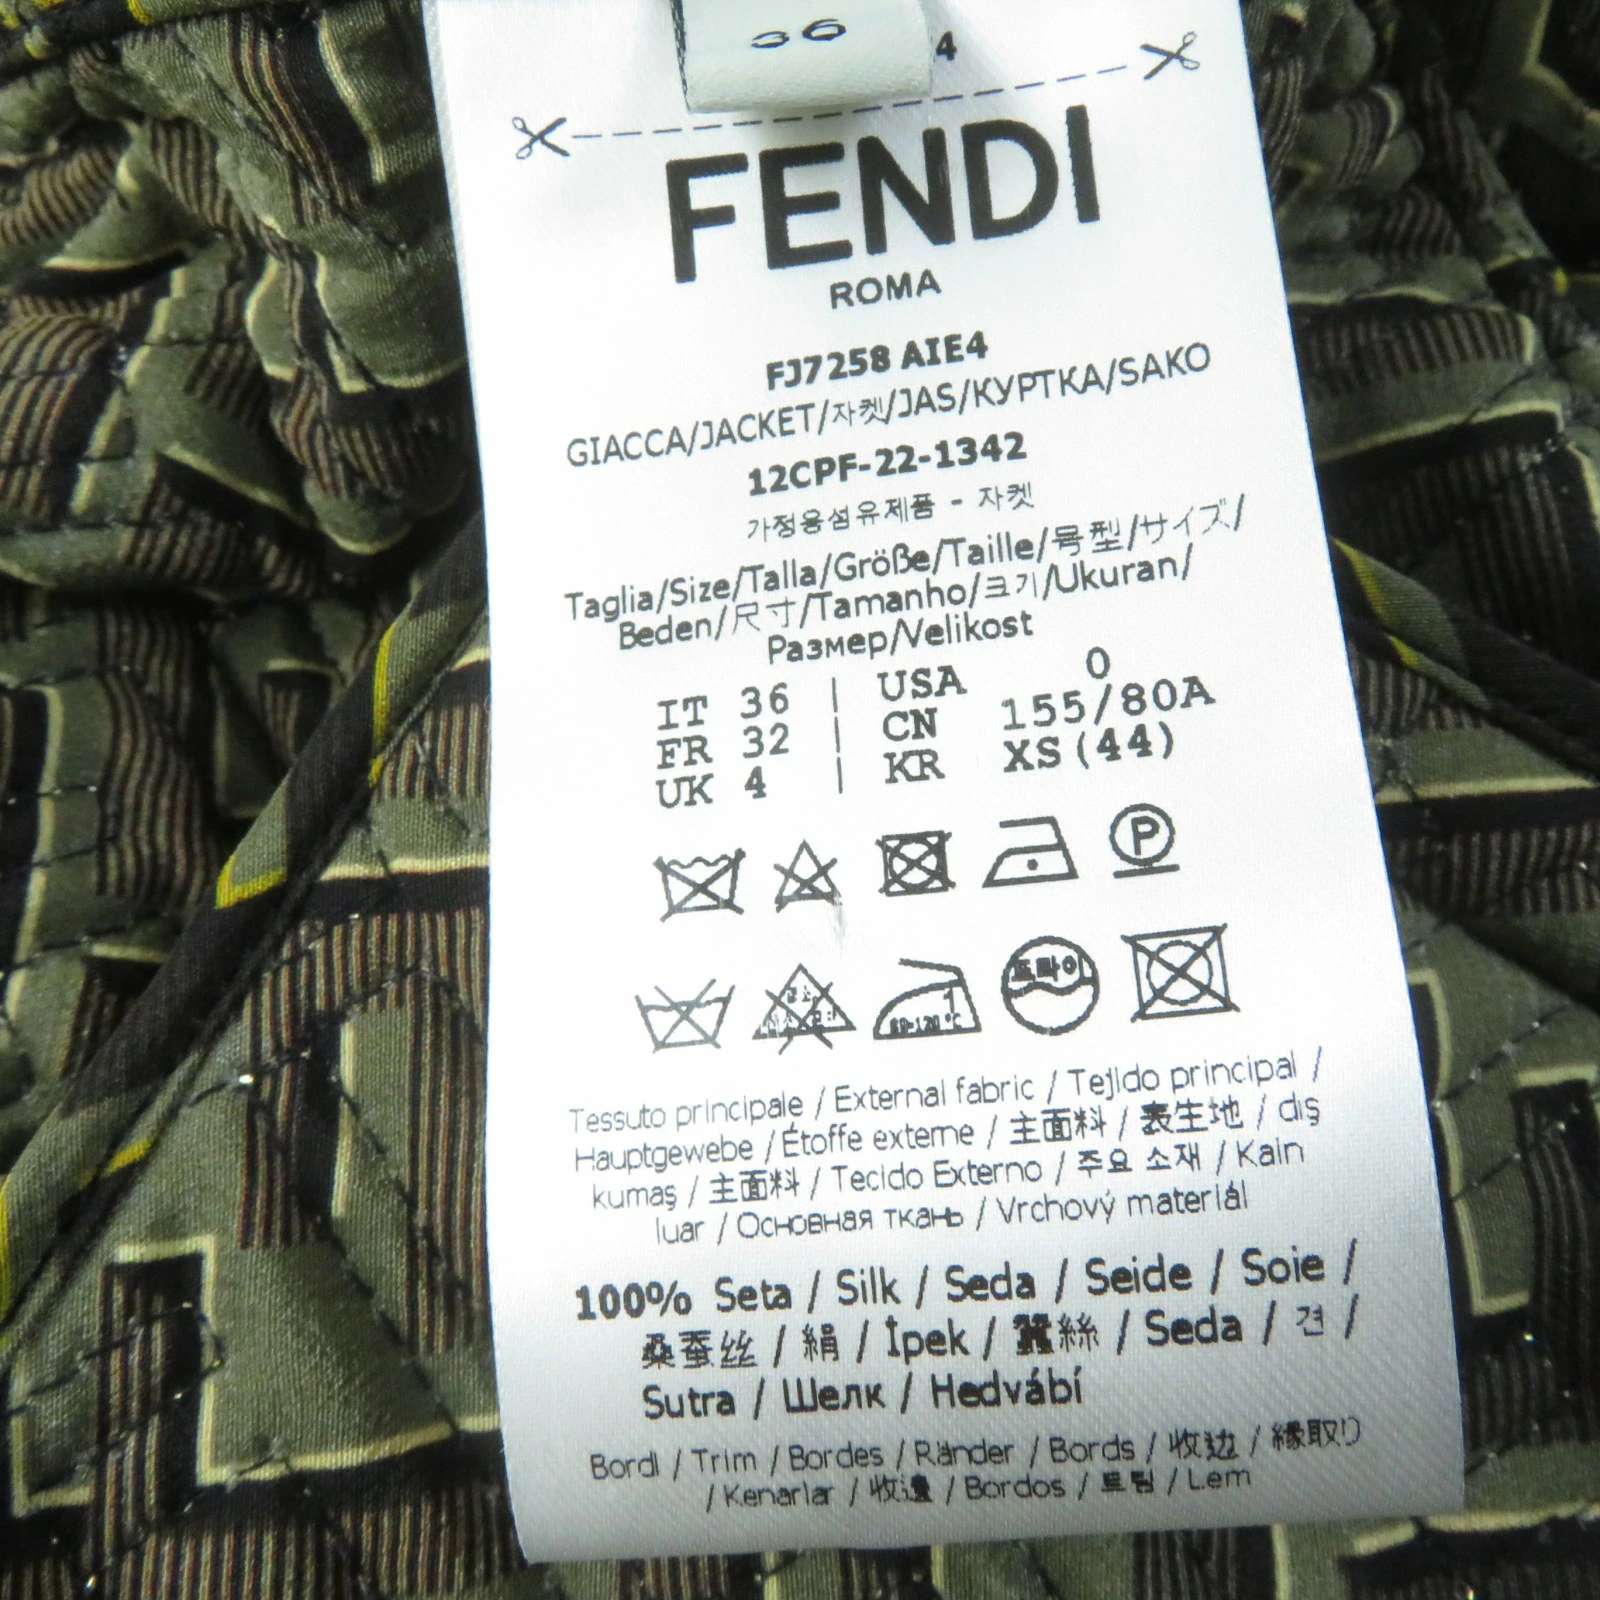 36
4
FENDI
ROMA
FJ7258 AIE4
GIACCA/JACKET/자켓/JAS/КУРТКА/SAKO
12CPF-22-1342
가정용섬유제품 - 자켓
Taglia/Size/Talla/Größe/Taille/号型/サイズ/
Beden/尺寸/Tamanho/크기/Ukuran/
Размер/Velikost
IT 36 | USA 0
FR 32 | CN 155/80A
UK 4 | KR XS(44)
P
드라이
80-120°C
Tessuto principale / External fabric / Tejido principal /
Hauptgewebe / Étoffe externe / 主面料 / 表生地 / dış
kumaş / 主面料 / Tecido Externo / 주요 소재 / Kain
luar / Основная ткань / Vrchový materiál
100% Seta / Silk / Seda / Seide / Soie /
桑蚕丝 / 絹 / İpek / 蠶絲 / Seda / 견 /
Sutra / Шелк / Hedvábí
Bordi / Trim / Bordes / Ränder / Bords / 收边 / 縁取り
/ Kenarlar / 收邊 / Bordos / 트림 / Lem